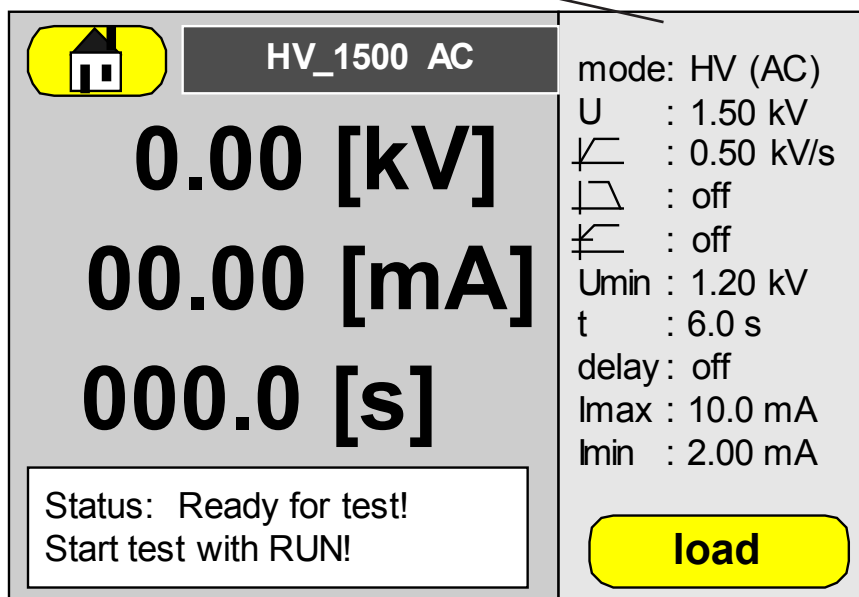 HV_1500 AC
0.00 [kV]
00.00 [mA]
000.0 [s]
Status: Ready for test!
Start test with RUN!
mode: HV (AC)
U : 1.50 kV
: 0.50 kV/s
: off
: off
Umin : 1.20 kV
t : 6.0 s
delay : off
Imax : 10.0 mA
Imin : 2.00 mA
load